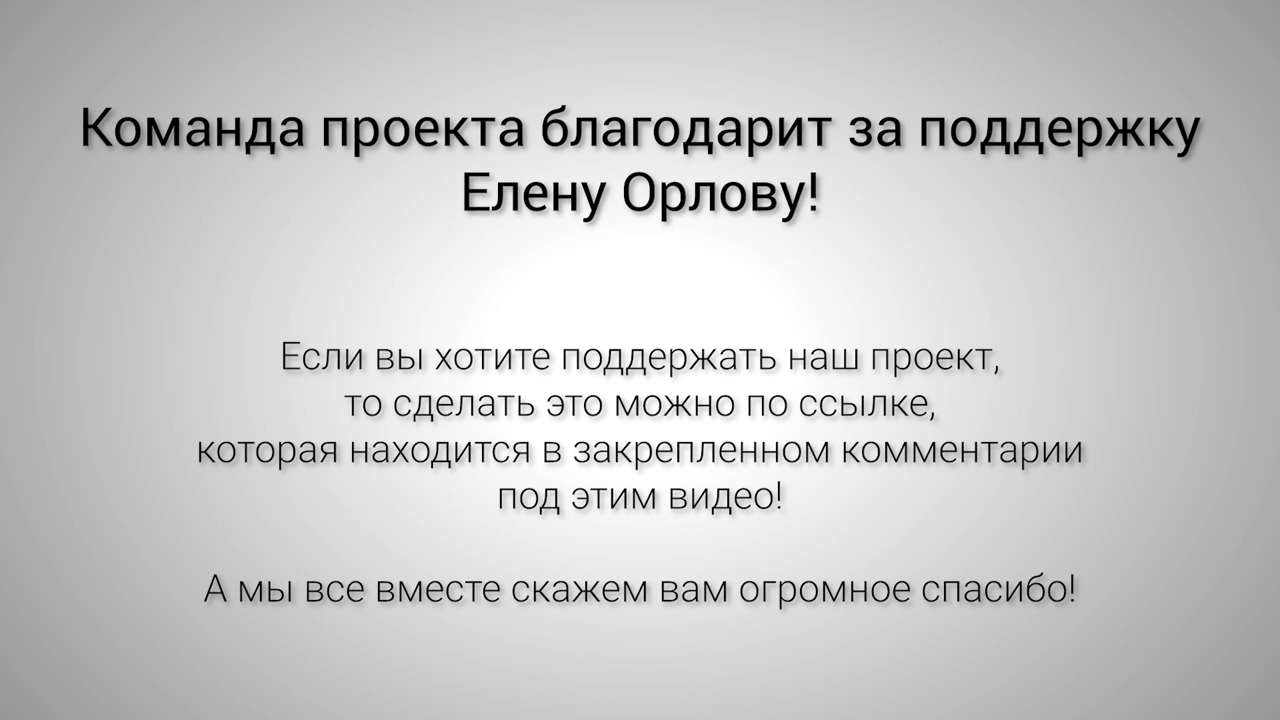 Команда проекта благодарит за поддержку
Елену Орлову!
Если вы хотите поддержать наш проект,
то сделать это можно по ссылке,
которая находится в закрепленном комментарии
под этим видео!
А мы все вместе скажем вам огромное спасибо!